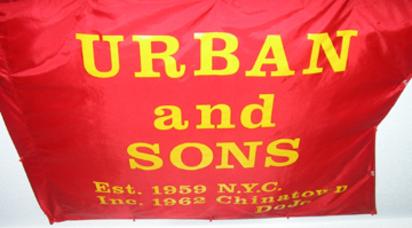 URBAN
and
SONS
Est. 1959 N.Y.C.
Inc. 1962 Chinatown